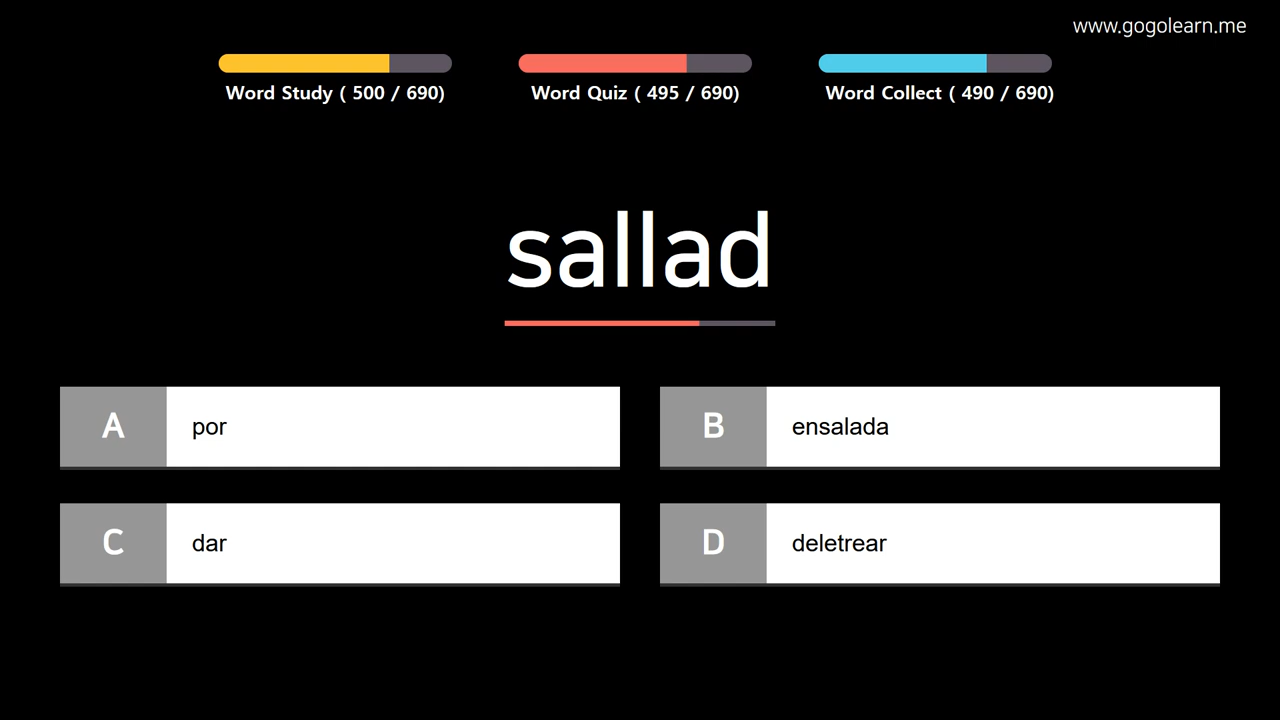 www.gogolearn.me
Word Study ( 500 / 690)
Word Quiz ( 495 / 690)
Word Collect ( 490 / 690)
sallad
A por
B ensalada
C dar
D deletrear